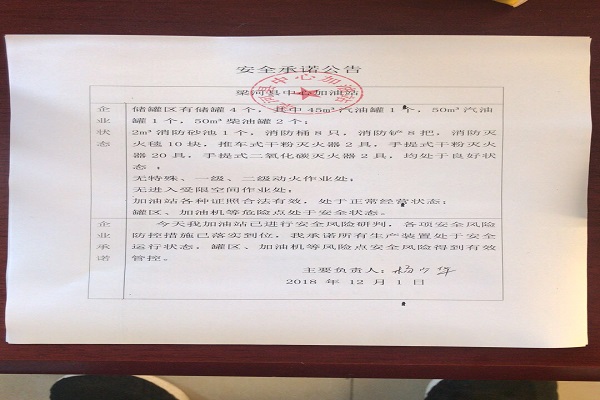 安全承诺公告
梁河县中心加油站
企业状态
储罐区有储罐4个，其中45m³汽油罐1个，50m³汽油
罐1个，50m³柴油罐2个；
2m³消防砂池1个，消防桶8只，消防铲8把，消防灭
火毯10块，推车式干粉灭火器2具，手提式干粉灭火
器20具，手提式二氧化碳灭火器2具，均处于良好状
态；
无特殊、一级、二级动火作业处；
无进入受限空间作业处；
加油站各种证照合法有效，处于正常经营状态；
罐区、加油机等危险点处于安全状态。
企业承诺
今天我加油站已进行安全风险研判，各项安全风险
防控措施已落实到位，我承诺所有生产装置处于安全
运行状态，罐区、加油机等风险点安全风险得到有效
管控。
主要负责人：
2018 年 12 月 1 日